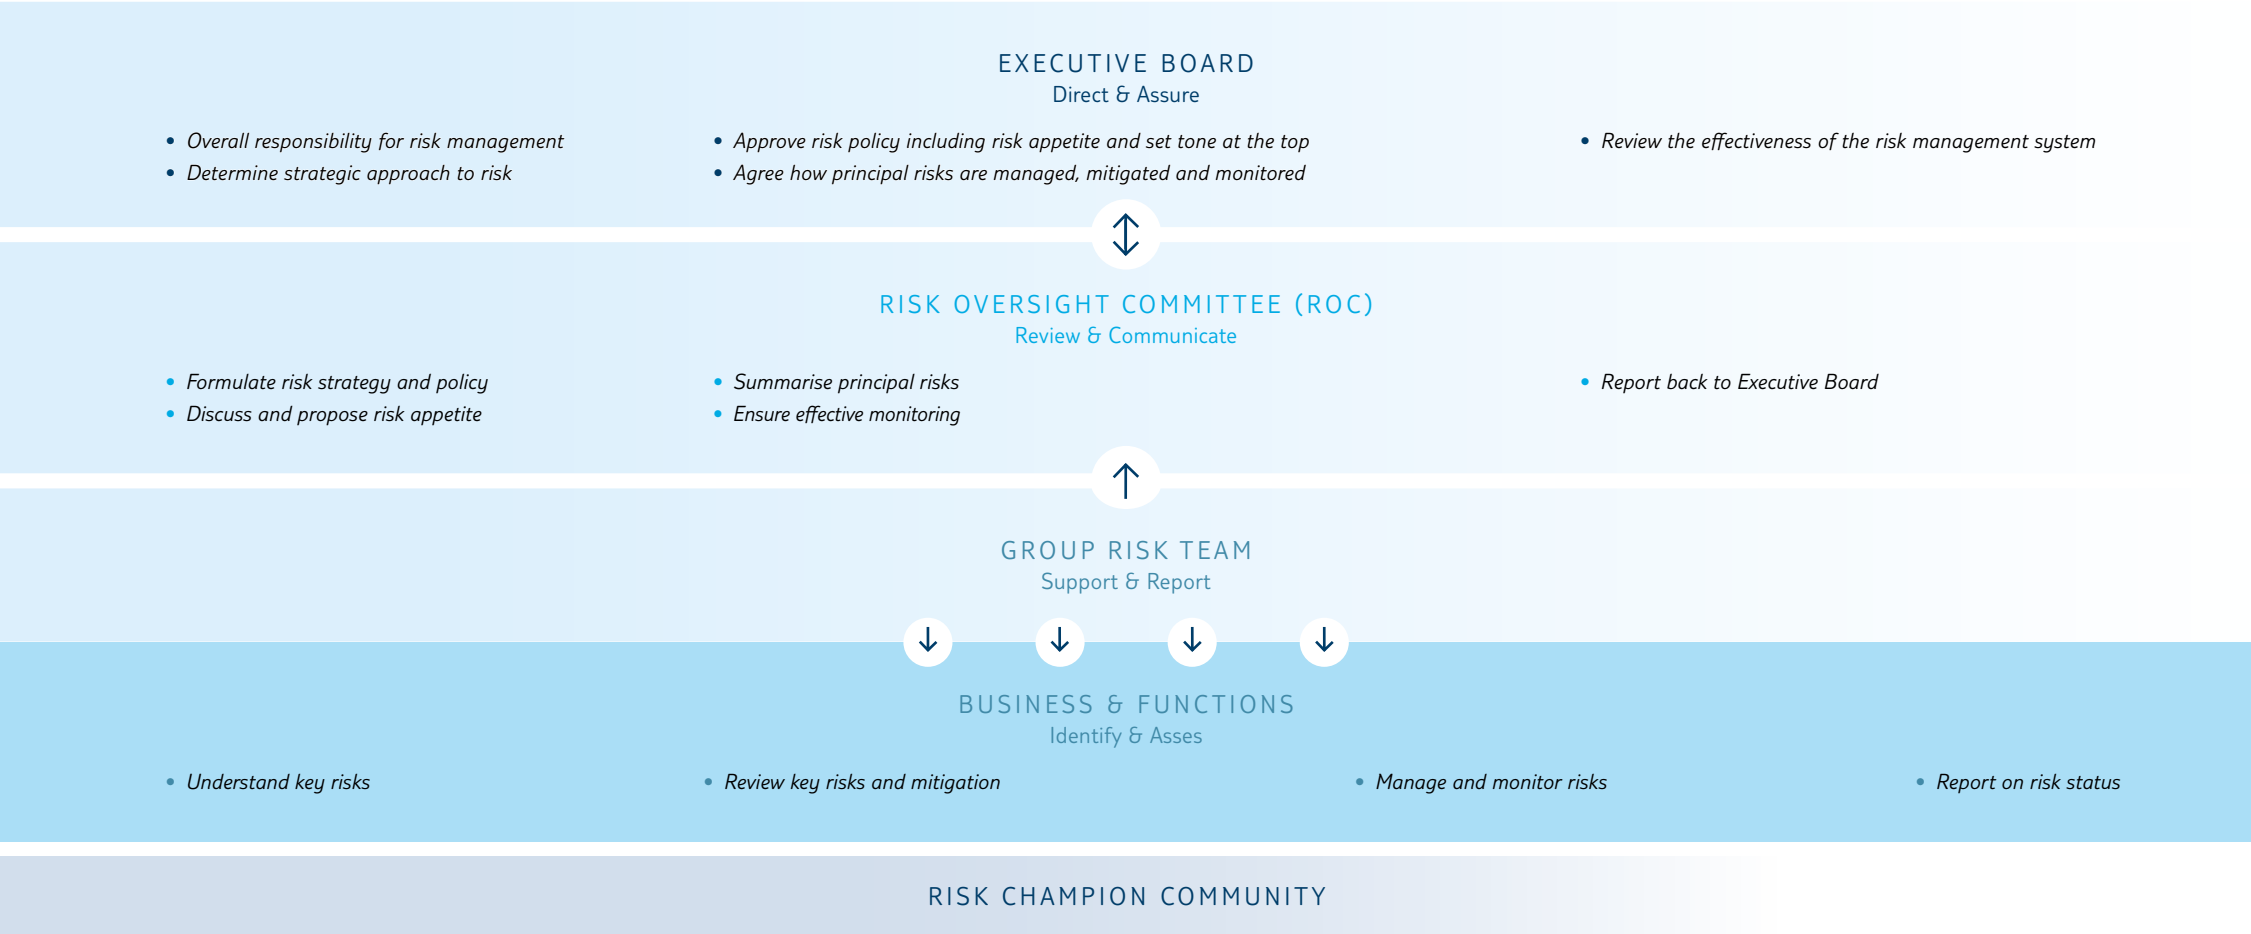 EXECUTIVE BOARD
Direct & Assure
• Overall responsibility for risk management
• Determine strategic approach to risk
• Approve risk policy including risk appetite and set tone at the top
• Agree how principal risks are managed, mitigated and monitored
• Review the effectiveness of the risk management system
RISK OVERSIGHT COMMITTEE (ROC)
Review & Communicate
• Formulate risk strategy and policy
• Discuss and propose risk appetite
• Summarise principal risks
• Ensure effective monitoring
• Report back to Executive Board
GROUP RISK TEAM
Support & Report
BUSINESS & FUNCTIONS
Identify & Asses
• Understand key risks
• Review key risks and mitigation
• Manage and monitor risks
• Report on risk status
RISK CHAMPION COMMUNITY